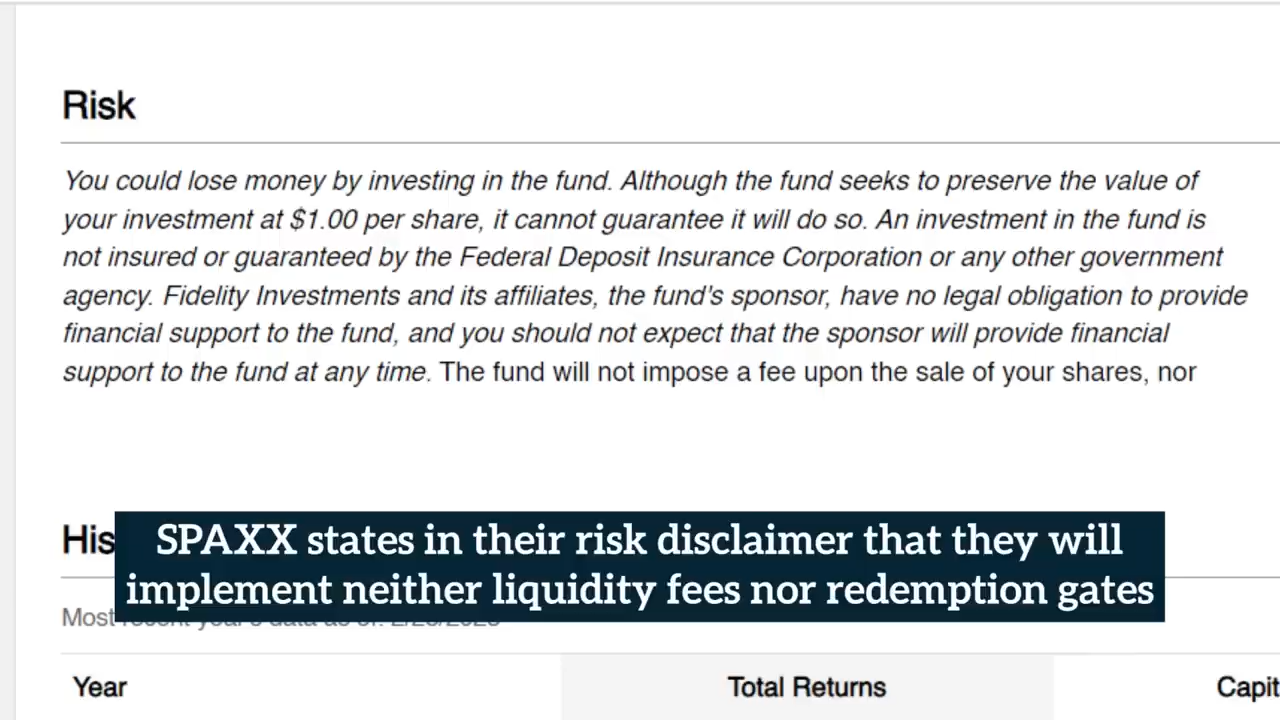 Risk
You could lose money by investing in the fund. Although the fund seeks to preserve the value of
your investment at $1.00 per share, it cannot guarantee it will do so. An investment in the fund is
not insured or guaranteed by the Federal Deposit Insurance Corporation or any other government
agency. Fidelity Investments and its affiliates, the fund's sponsor, have no legal obligation to provide
financial support to the fund, and you should not expect that the sponsor will provide financial
support to the fund at any time. The fund will not impose a fee upon the sale of your shares, nor
His
SPAXX states in their risk disclaimer that they will
implement neither liquidity fees nor redemption gates
Most
Year Total Returns Capit